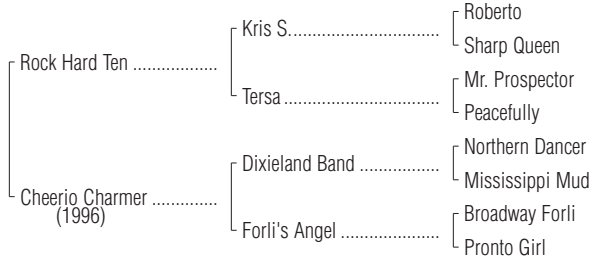 Roberto
Kris S.
Sharp Queen
Rock Hard Ten
Mr. Prospector
Tersa
Peacefully
Northern Dancer
Dixieland Band
Mississippi Mud
Cheerio Charmer
(1996)
Broadway Forli
Forli's Angel
Pronto Girl